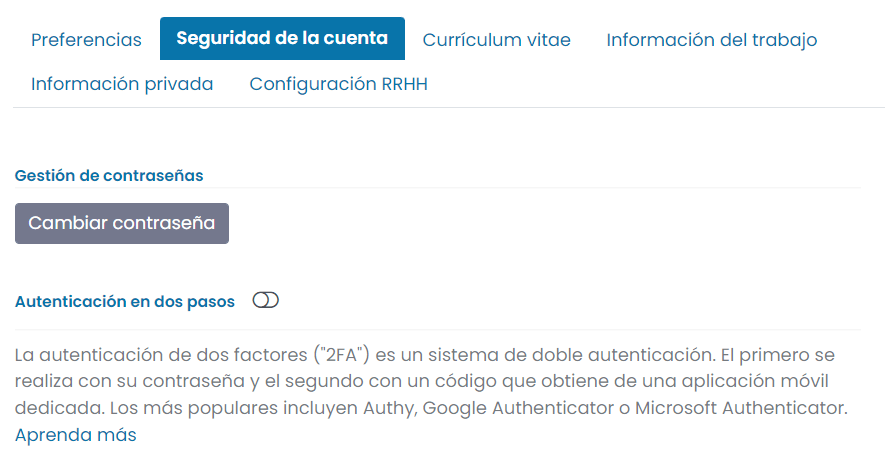 Preferencias Seguridad de la cuenta Currículum vitae Información del trabajo
Información privada Configuración RRHH
Gestión de contraseñas
Cambiar contraseña
Autenticación en dos pasos
La autenticación de dos factores ("2FA") es un sistema de doble autenticación. El primero se
realiza con su contraseña y el segundo con un código que obtiene de una aplicación móvil
dedicada. Los más populares incluyen Authy, Google Authenticator o Microsoft Authenticator.
Aprenda más